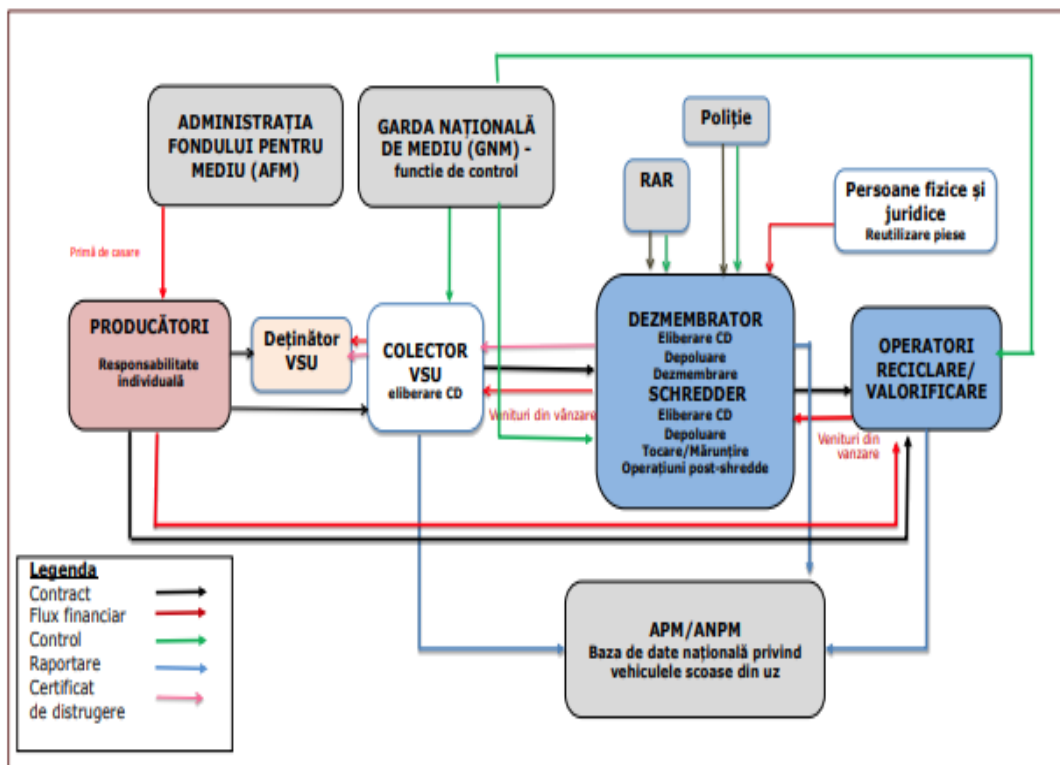 ADMINISTRAȚIA
FONDULUI PENTRU
MEDIU (AFM)
GARDA NAȚIONALĂ
DE MEDIU (GNM) -
functie de control
Poliție
RAR
Persoane fizice și
juridice
Reutilizare piese
Primă de casare
PRODUCĂTORI
Responsabilitate
individuală
Deținător
VSU
COLECTOR
VSU
eliberare CD
Venituri din vânzare
DEZMEMBRATOR
Eliberare CD
Depoluare
Dezmembrare
SCHREDDER
Eliberare CD
Depoluare
Tocare/Mărunțire
Operațiuni post-shredde
OPERATORI
RECICLARE/
VALORIFICARE
Venituri din
vanzare
Legenda
Contract
Flux financiar
Control
Raportare
Certificat
de distrugere
APM/ANPM
Baza de date națională privind
vehiculele scoase din uz